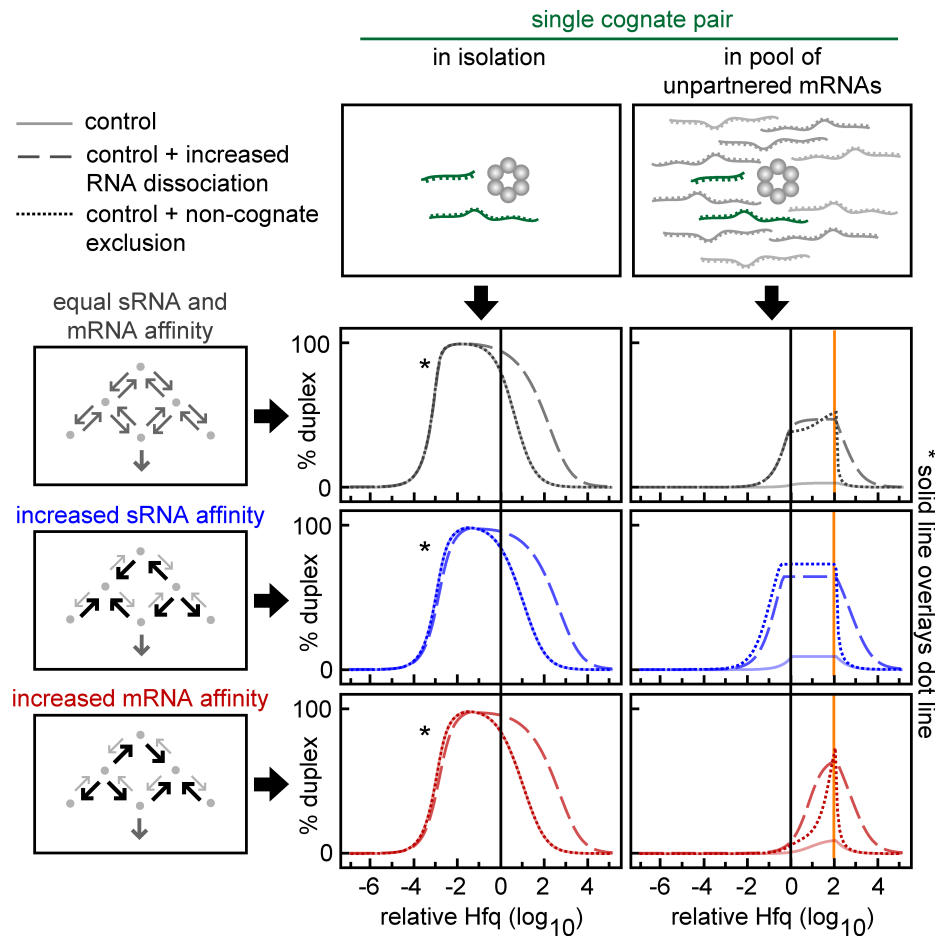 single cognate pair
in isolation
in pool of
unpartnered mRNAs
control
control + increased
RNA dissociation
control + non-cognate
exclusion
equal sRNA and
mRNA affinity
% duplex
100
0
*
increased sRNA affinity
% duplex
100
0
*
increased mRNA affinity
% duplex
100
0
*
-6 -4 -2 0 2 4
relative Hfq (log10)
-6 -4 -2 0 2 4
relative Hfq (log10)
* solid line overlays dot line